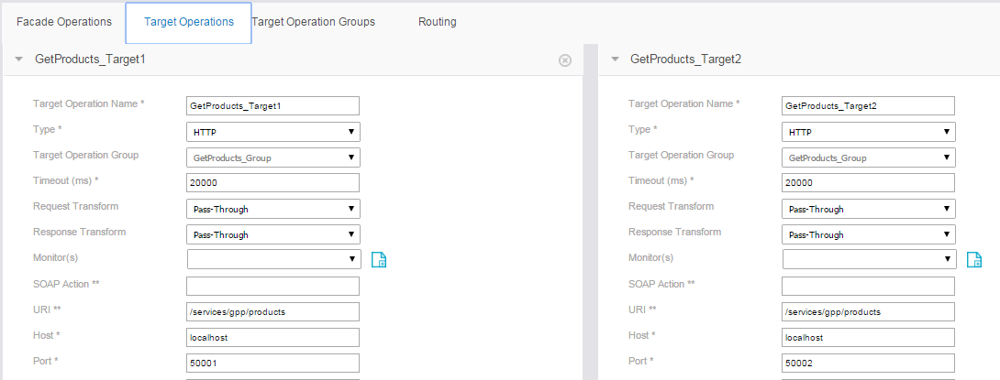 Facade Operations Target Operations Target Operation Groups Routing
GetProducts_Target1
Target Operation Name * GetProducts_Target1
Type * HTTP
Target Operation Group GetProducts_Group
Timeout (ms) * 20000
Request Transform Pass-Through
Response Transform Pass-Through
Monitor(s)
SOAP Action **
URI ** /services/gpp/products
Host * localhost
Port * 50001
GetProducts_Target2
Target Operation Name * GetProducts_Target2
Type * HTTP
Target Operation Group GetProducts_Group
Timeout (ms) * 20000
Request Transform Pass-Through
Response Transform Pass-Through
Monitor(s)
SOAP Action **
URI ** /services/gpp/products
Host * localhost
Port * 50002